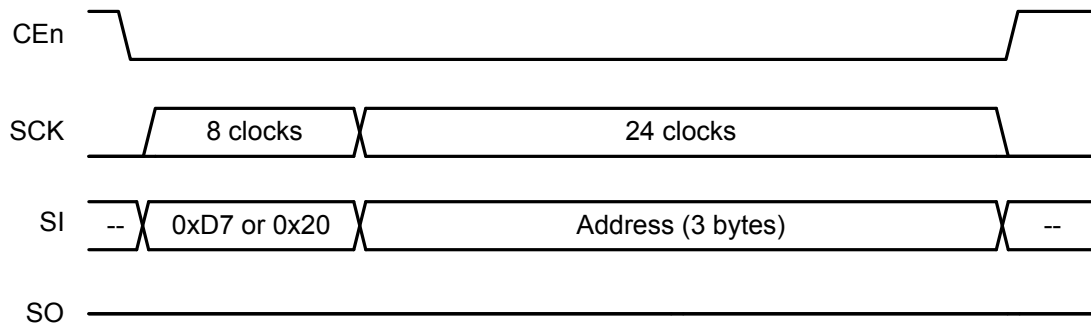 CEn
SCK 8 clocks 24 clocks
SI -- 0xD7 or 0x20 Address (3 bytes) --
SO